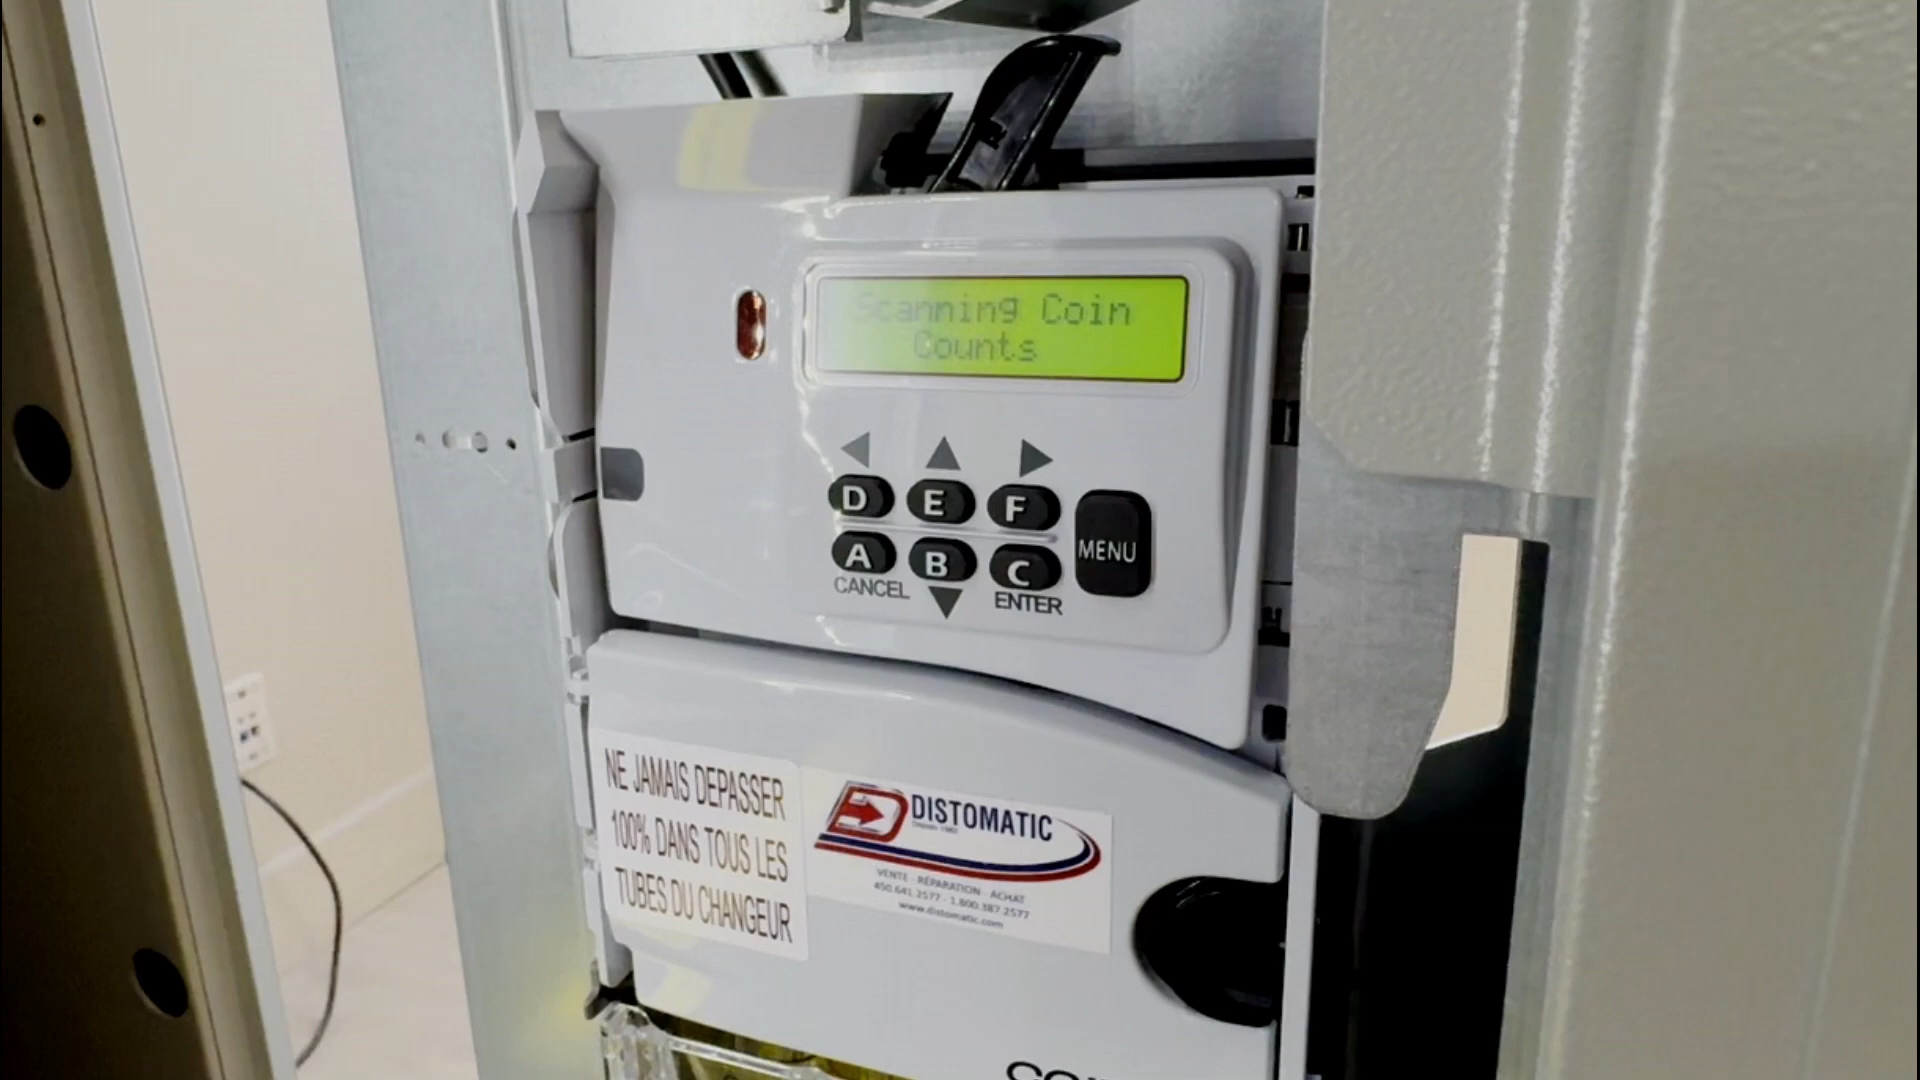 Scanning Coin
Counts
D E F
MENU
A B C
CANCEL
ENTER
NE JAMAIS DEPASSER
100% DANS TOUS LES
TUBES DU CHANGEUR
DISTOMATIC
VENTE - RÉPARATION - ACHAT
450.641.2577 - 1.800.387.2577
www.distomatic.com